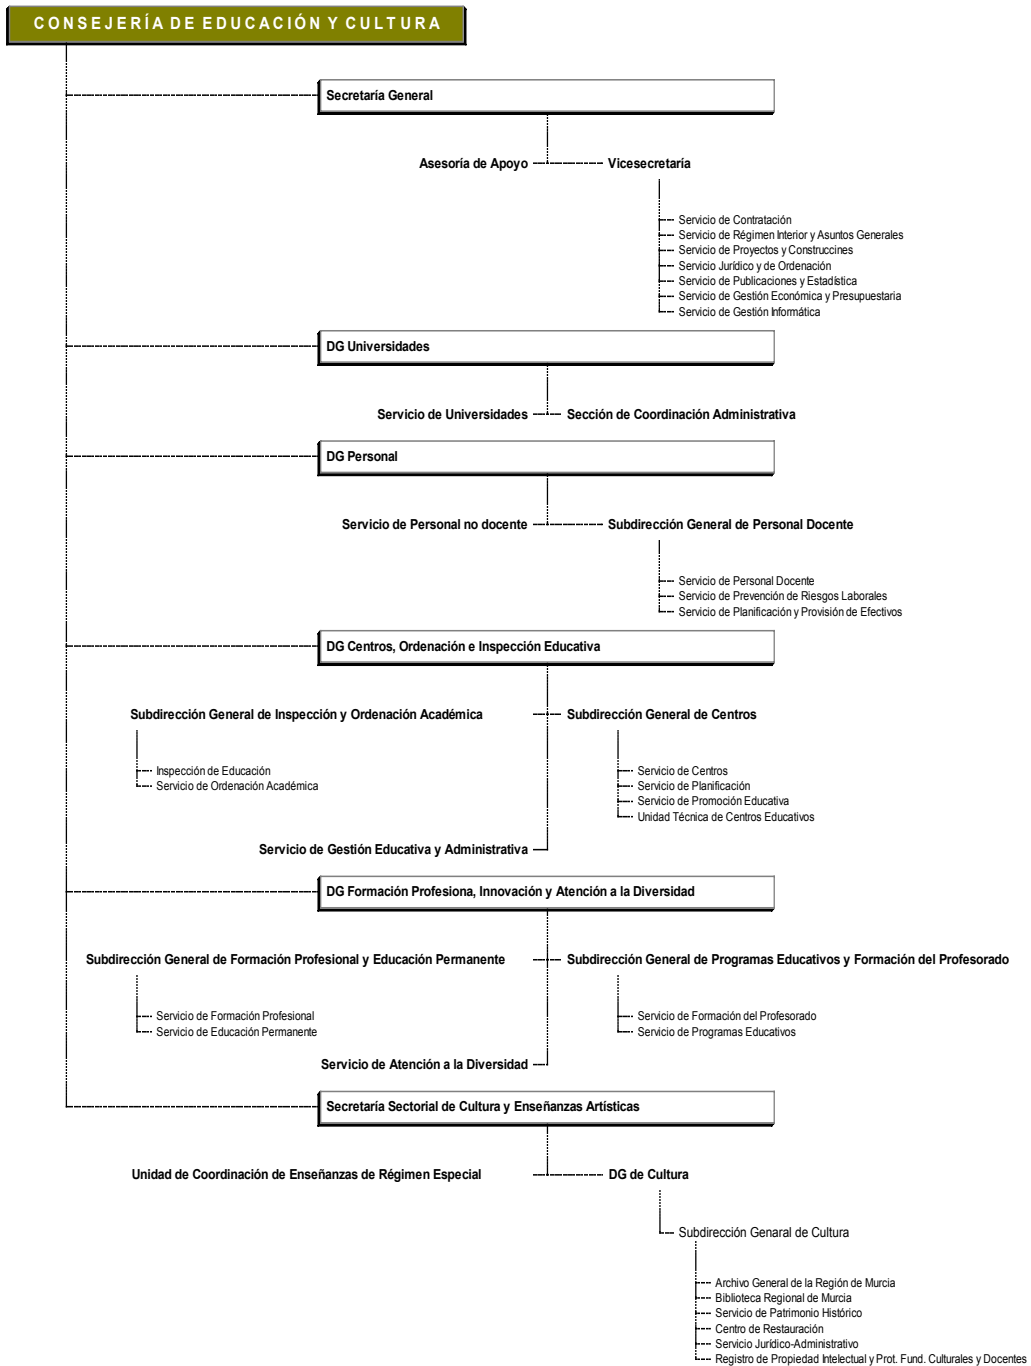 CONSEJERÍA DE EDUCACIÓN Y CULTURA
Secretaría General
Asesoría de Apoyo
Vicesecretaría
Servicio de Contratación
Servicio de Régimen Interior y Asuntos Generales
Servicio de Proyectos y Construccines
Servicio Jurídico y de Ordenación
Servicio de Publicaciones y Estadística
Servicio de Gestión Económica y Presupuestaria
Servicio de Gestión Informática
DG Universidades
Servicio de Universidades
Sección de Coordinación Administrativa
DG Personal
Servicio de Personal no docente
Subdirección General de Personal Docente
Servicio de Personal Docente
Servicio de Prevención de Riesgos Laborales
Servicio de Planificación y Provisión de Efectivos
DG Centros, Ordenación e Inspección Educativa
Subdirección General de Inspección y Ordenación Académica
Inspección de Educación
Servicio de Ordenación Académica
Subdirección General de Centros
Servicio de Centros
Servicio de Planificación
Servicio de Promoción Educativa
Unidad Técnica de Centros Educativos
Servicio de Gestión Educativa y Administrativa
DG Formación Profesiona, Innovación y Atención a la Diversidad
Subdirección General de Formación Profesional y Educación Permanente
Servicio de Formación Profesional
Servicio de Educación Permanente
Subdirección General de Programas Educativos y Formación del Profesorado
Servicio de Formación del Profesorado
Servicio de Programas Educativos
Servicio de Atención a la Diversidad
Secretaría Sectorial de Cultura y Enseñanzas Artísticas
Unidad de Coordinación de Enseñanzas de Régimen Especial
DG de Cultura
Subdirección Genaral de Cultura
Archivo General de la Región de Murcia
Biblioteca Regional de Murcia
Servicio de Patrimonio Histórico
Centro de Restauración
Servicio Jurídico-Administrativo
Registro de Propiedad Intelectual y Prot. Fund. Culturales y Docentes